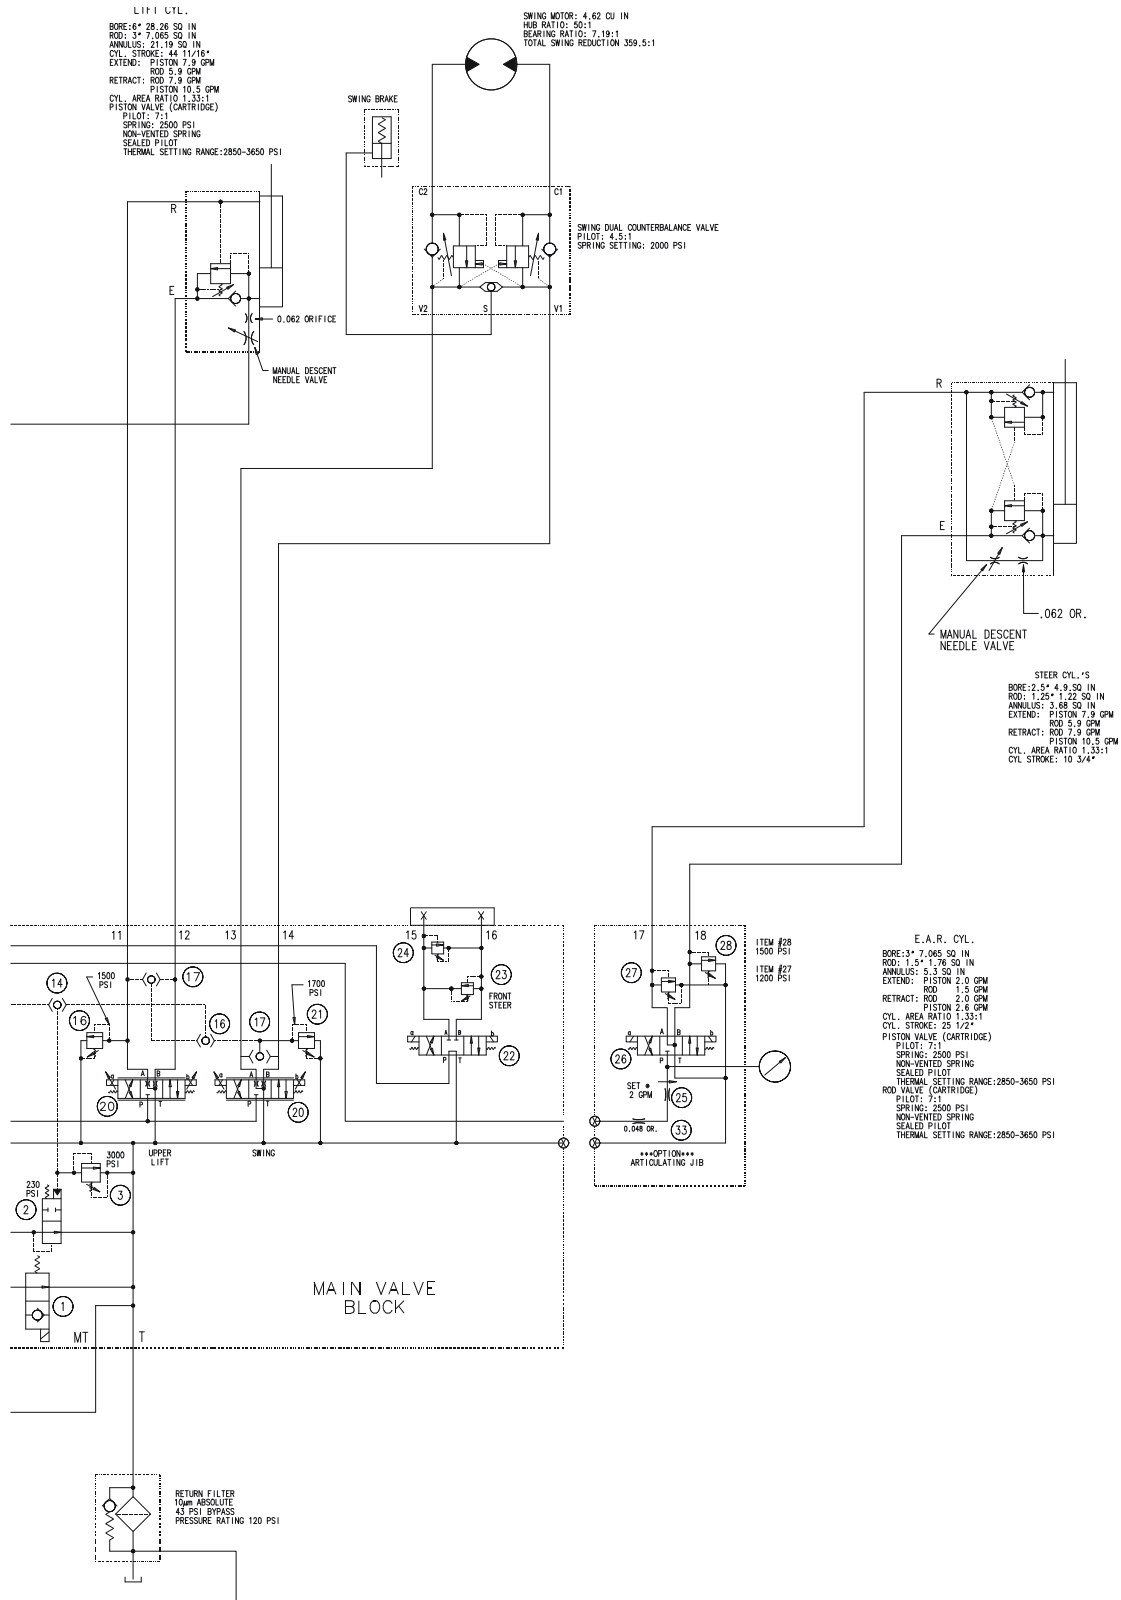 LIFT CYL.
BORE:6" 28.26 SQ IN
ROD: 3" 7.065 SQ IN
ANNULUS: 21.19 SQ IN
CYL. STROKE: 44 11/16"
EXTEND: PISTON 7.9 GPM
ROD 5.9 GPM
RETRACT: ROD 7.9 GPM
PISTON 10.5 GPM
CYL. AREA RATIO 1.33:1
PISTON VALVE (CARTRIDGE)
PILOT: 7:1
SPRING: 2500 PSI
NON-VENTED SPRING
SEALED PILOT
THERMAL SETTING RANGE:2850-3650 PSI
SWING MOTOR: 4.62 CU IN
HUB RATIO: 50:1
BEARING RATIO: 7.19:1
TOTAL SWING REDUCTION 359.5:1
SWING BRAKE
C2
C1
SWING DUAL COUNTERBALANCE VALVE
PILOT: 4.5:1
SPRING SETTING: 2000 PSI
V2
S
V1
R
E
0.062 ORIFICE
MANUAL DESCENT
NEEDLE VALVE
R
E
.062 OR.
MANUAL DESCENT
NEEDLE VALVE
STEER CYL.'S
BORE:2.5" 4.9.SQ IN
ROD: 1.25" 1.22 SQ IN
ANNULUS: 3.68 SQ IN
EXTEND: PISTON 7.9 GPM
ROD 5.9 GPM
RETRACT: ROD 7.9 GPM
PISTON 10.5 GPM
CYL. AREA RATIO 1.33:1
CYL STROKE: 10 3/4"
11
12
13
14
15
16
17
18
14
1500
PSI
17
16
16
17
1700
PSI
21
24
23
FRONT
STEER
22
27
28
ITEM #28
1500 PSI
ITEM #27
1200 PSI
a
A
B
b
P
T
20
a
A
B
b
P
T
20
a
A
B
b
P
T
a
A
B
b
P
T
26
SET @
2 GPM
25
0.048 OR.
33
***OPTION***
ARTICULATING JIB
E.A.R. CYL.
BORE:3" 7.065 SQ IN
ROD: 1.5" 1.76 SQ IN
ANNULUS: 5.3 SQ IN
EXTEND: PISTON 2.0 GPM
ROD 1.5 GPM
RETRACT: ROD 2.0 GPM
PISTON 2.6 GPM
CYL. AREA RATIO 1.33:1
CYL. STROKE: 25 1/2"
PISTON VALVE (CARTRIDGE)
PILOT: 7:1
SPRING: 2500 PSI
NON-VENTED SPRING
SEALED PILOT
THERMAL SETTING RANGE:2850-3650 PSI
ROD VALVE (CARTRIDGE)
PILOT: 7:1
SPRING: 2500 PSI
NON-VENTED SPRING
SEALED PILOT
THERMAL SETTING RANGE:2850-3650 PSI
UPPER
LIFT
SWING
3000
PSI
3
230
PSI
2
1
MT
T
MAIN VALVE
BLOCK
RETURN FILTER
10µm ABSOLUTE
43 PSI BYPASS
PRESSURE RATING 120 PSI